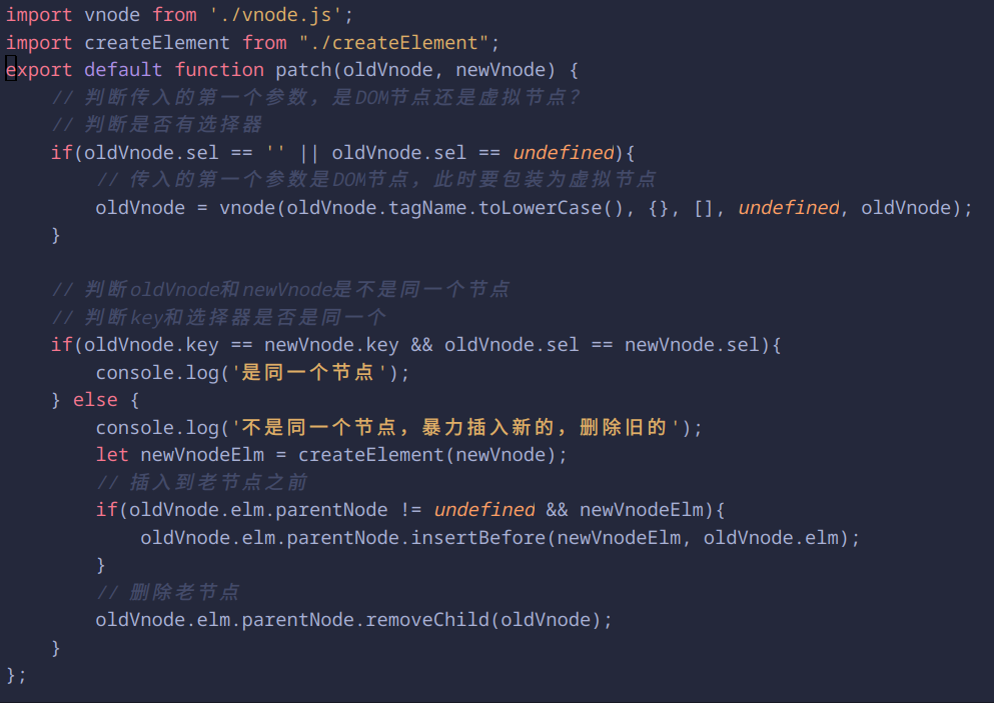 import vnode from './vnode.js';
import createElement from "./createElement";
export default function patch(oldVnode, newVnode) {
// 判断传入的第一个参数，是DOM节点还是虚拟节点？
// 判断是否有选择器
if(oldVnode.sel == '' || oldVnode.sel == undefined){
// 传入的第一个参数是DOM节点，此时要包装为虚拟节点
oldVnode = vnode(oldVnode.tagName.toLowerCase(), {}, [], undefined, oldVnode);
}
// 判断oldVnode和newVnode是不是同一个节点
// 判断key和选择器是否是同一个
if(oldVnode.key == newVnode.key && oldVnode.sel == newVnode.sel){
console.log('是同一个节点');
} else {
console.log('不是同一个节点，暴力插入新的，删除旧的');
let newVnodeElm = createElement(newVnode);
// 插入到老节点之前
if(oldVnode.elm.parentNode != undefined && newVnodeElm){
oldVnode.elm.parentNode.insertBefore(newVnodeElm, oldVnode.elm);
}
// 删除老节点
oldVnode.elm.parentNode.removeChild(oldVnode);
}
};